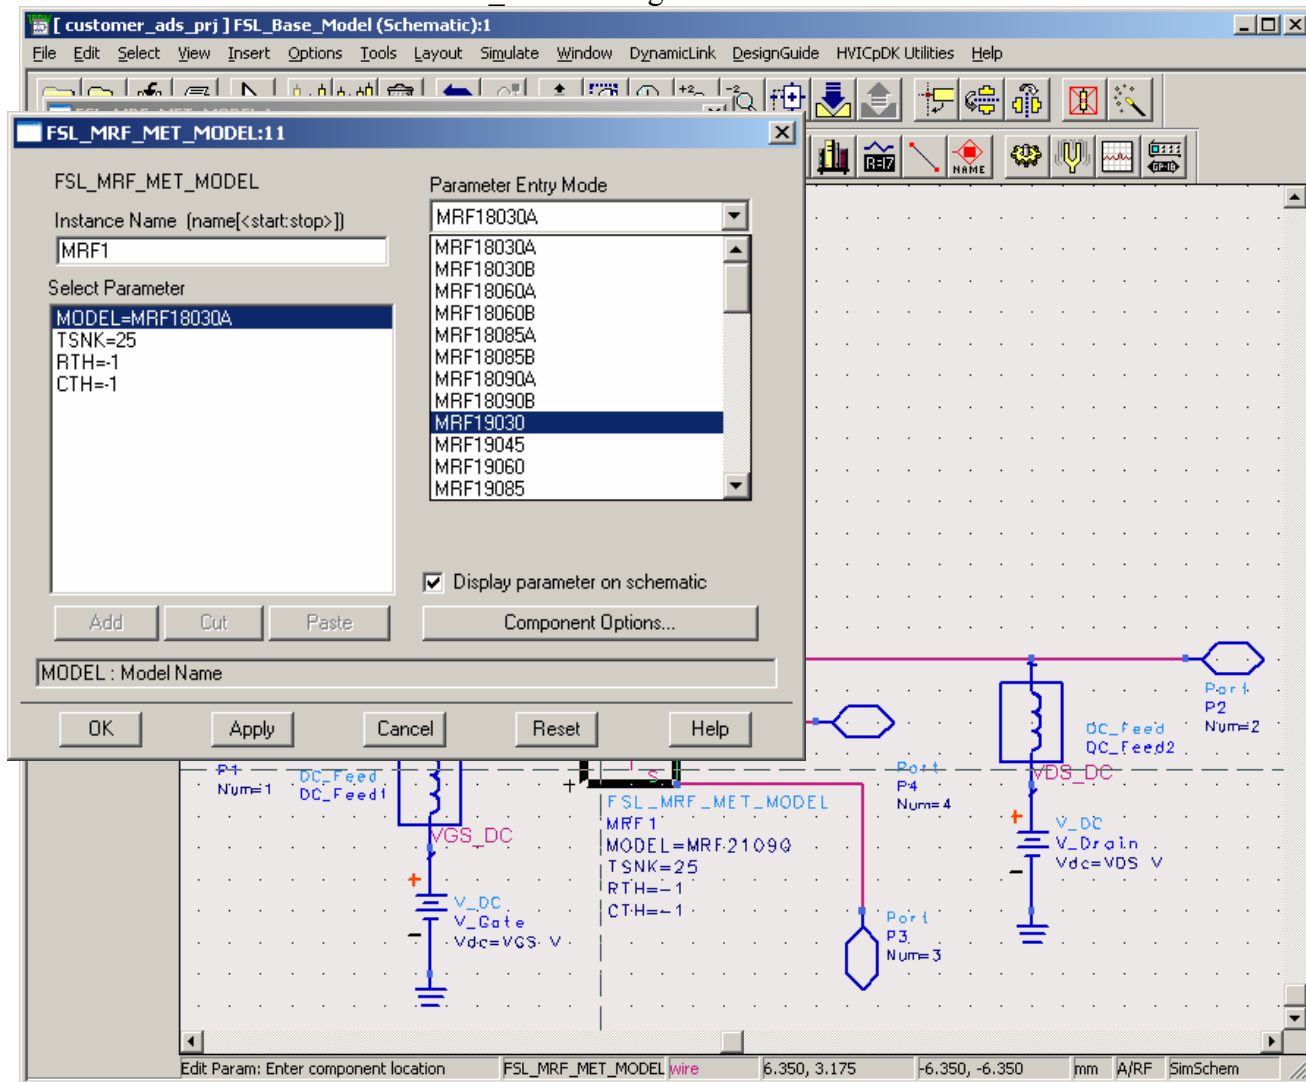 [ customer_ads_prj ] FSL_Base_Model (Schematic):1
File Edit Select View Insert Options Tools Layout Simulate Window DynamicLink DesignGuide HVICpDK Utilities Help
FSL_MRF_MET_MODEL:11
NAME
FSL_MRF_MET_MODEL
Instance Name (name[<start:stop>])
MRF1
Select Parameter
MODEL=MRF18030A
TSNK=25
RTH=-1
CTH=-1
Add Cut Paste
Parameter Entry Mode
MRF18030A
MRF18030A
MRF18030B
MRF18060A
MRF18060B
MRF18085A
MRF18085B
MRF18090A
MRF18090B
MRF19030
MRF19045
MRF19060
MRF19085
Display parameter on schematic
Component Options...
MODEL : Model Name
OK Apply Cancel Reset Help
Port
P2
Num=2
DC_Feed
DC_Feed2
VDS_DC
P1
Num=1
DC_Feed
DC_Feed1
VGS_DC
S
FSL_MRF_MET_MODEL
MRF1
MODEL=MRF21090
TSNK=25
RTH=-1
CTH=-1
Port
P4
Num=4
V_DC
V_Drain
Vdc=VDS V
V_DC
V_Gate
Vdc=VGS V
Port
P3
Num=3
Edit Param: Enter component location FSL_MRF_MET_MODEL wire 6.350, 3.175 -6.350, -6.350 mm A/RF SimSchem